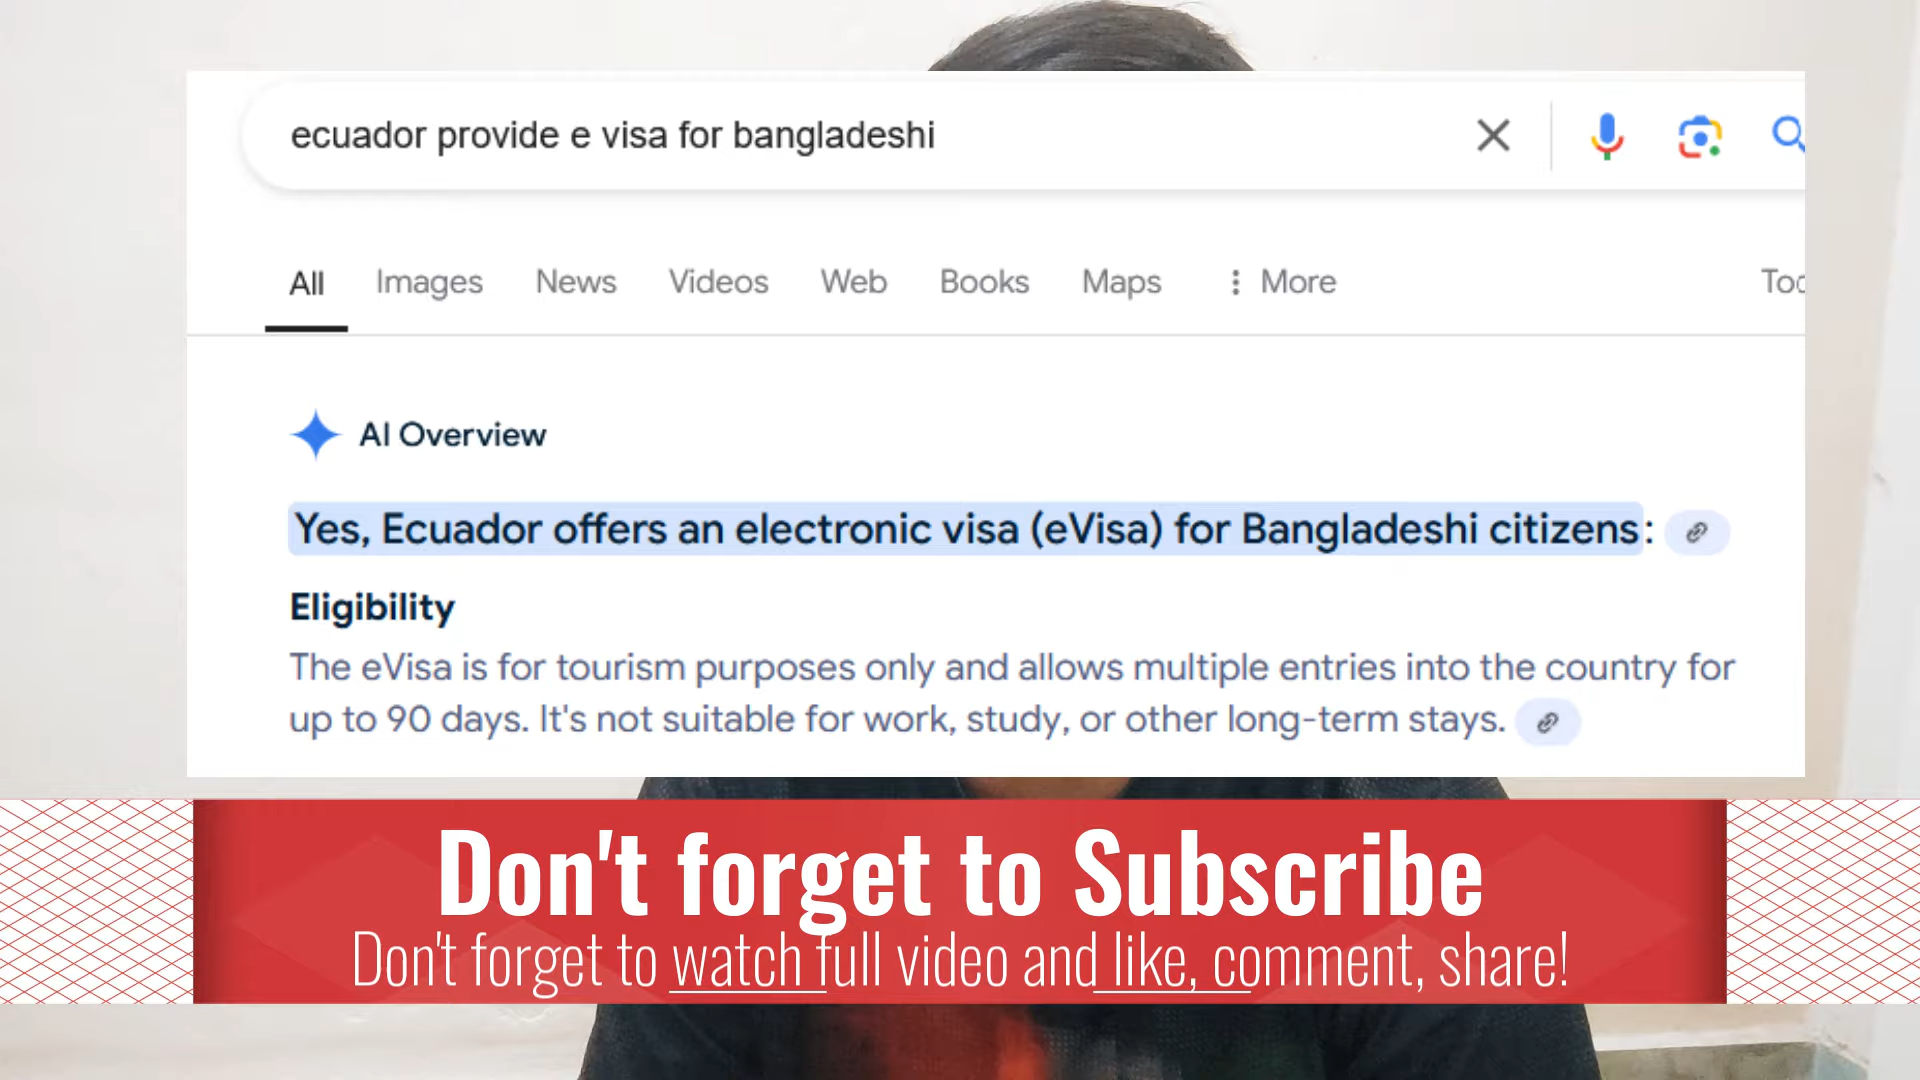 ecuador provide e visa for bangladeshi
All Images News Videos Web Books Maps More
AI Overview
Yes, Ecuador offers an electronic visa (eVisa) for Bangladeshi citizens:
Eligibility
The eVisa is for tourism purposes only and allows multiple entries into the country for
up to 90 days. It's not suitable for work, study, or other long-term stays.
Don't forget to Subscribe
Don't forget to watch full video and like, comment, share!